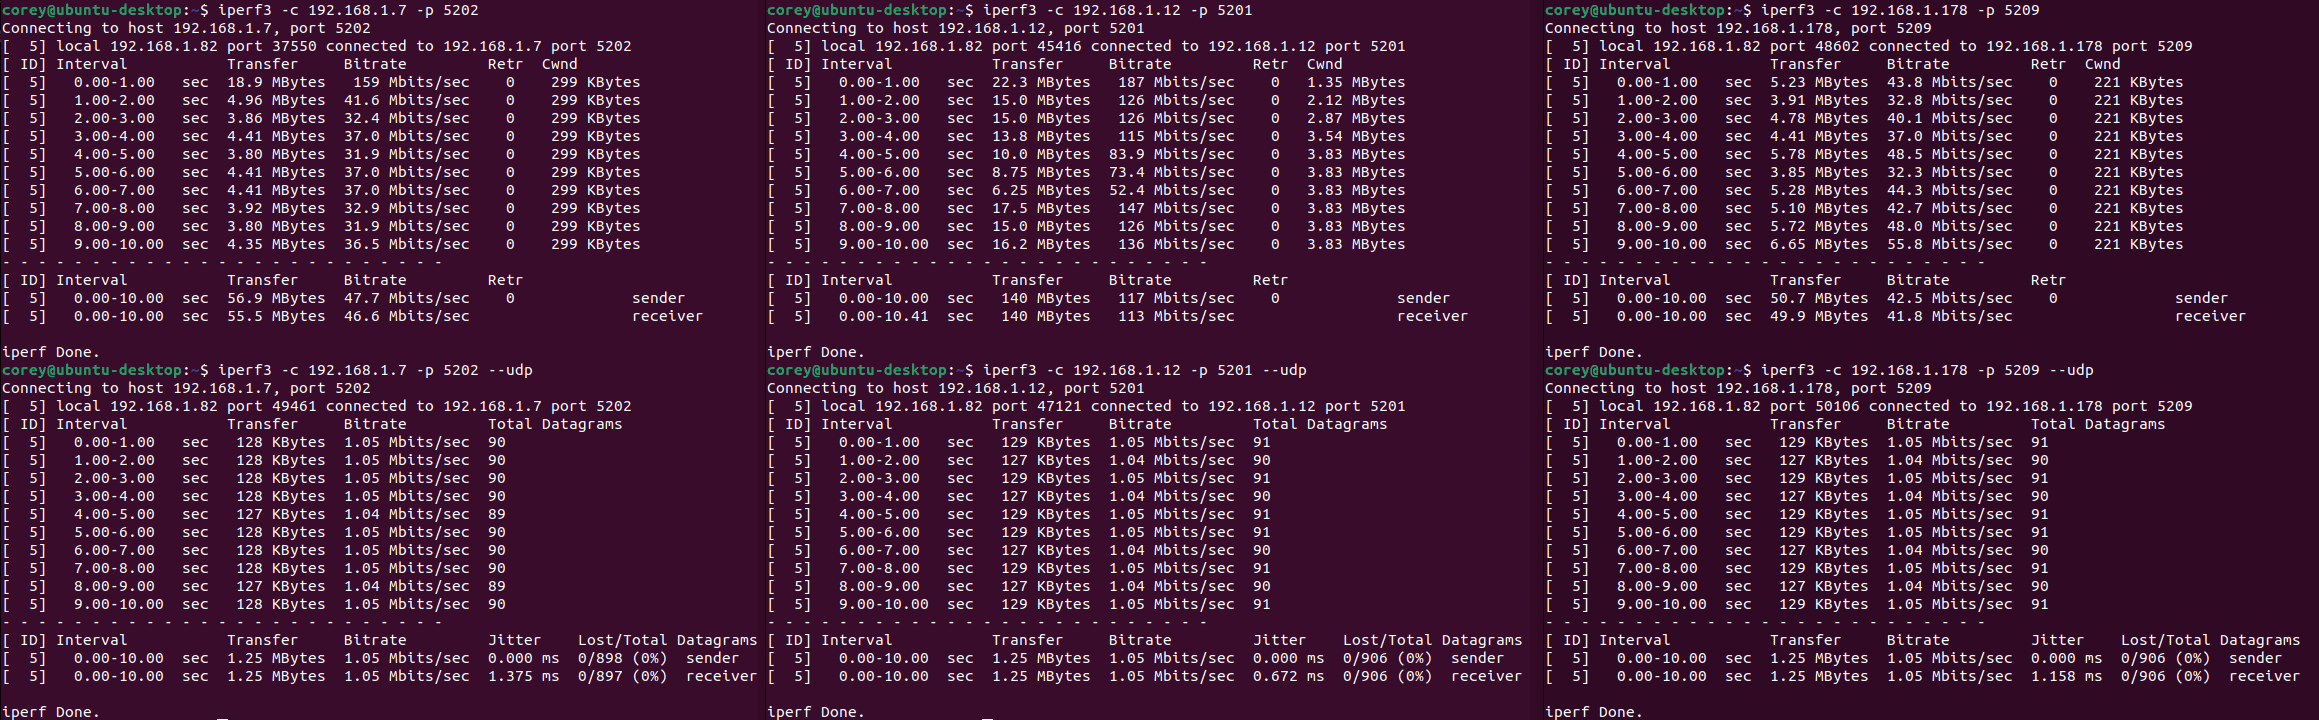 corey@ubuntu-desktop:~$ iperf3 -c 192.168.1.7 -p 5202
Connecting to host 192.168.1.7, port 5202
[  5] local 192.168.1.82 port 37550 connected to 192.168.1.7 port 5202
[ ID] Interval           Transfer     Bitrate         Retr  Cwnd
[  5]   0.00-1.00   sec  18.9 MBytes   159 Mbits/sec    0    299 KBytes
[  5]   1.00-2.00   sec  4.96 MBytes  41.6 Mbits/sec    0    299 KBytes
[  5]   2.00-3.00   sec  3.86 MBytes  32.4 Mbits/sec    0    299 KBytes
[  5]   3.00-4.00   sec  4.41 MBytes  37.0 Mbits/sec    0    299 KBytes
[  5]   4.00-5.00   sec  3.80 MBytes  31.9 Mbits/sec    0    299 KBytes
[  5]   5.00-6.00   sec  4.41 MBytes  37.0 Mbits/sec    0    299 KBytes
[  5]   6.00-7.00   sec  4.41 MBytes  37.0 Mbits/sec    0    299 KBytes
[  5]   7.00-8.00   sec  3.92 MBytes  32.9 Mbits/sec    0    299 KBytes
[  5]   8.00-9.00   sec  3.80 MBytes  31.9 Mbits/sec    0    299 KBytes
[  5]   9.00-10.00  sec  4.35 MBytes  36.5 Mbits/sec    0    299 KBytes
- - - - - - - - - - - - - - - - - - - - - - - - -
[ ID] Interval           Transfer     Bitrate         Retr
[  5]   0.00-10.00  sec  56.9 MBytes  47.7 Mbits/sec    0             sender
[  5]   0.00-10.00  sec  55.5 MBytes  46.6 Mbits/sec                  receiver
iperf Done.
corey@ubuntu-desktop:~$ iperf3 -c 192.168.1.7 -p 5202 --udp
Connecting to host 192.168.1.7, port 5202
[  5] local 192.168.1.82 port 49461 connected to 192.168.1.7 port 5202
[ ID] Interval           Transfer     Bitrate         Total Datagrams
[  5]   0.00-1.00   sec   128 KBytes  1.05 Mbits/sec  90
[  5]   1.00-2.00   sec   128 KBytes  1.05 Mbits/sec  90
[  5]   2.00-3.00   sec   128 KBytes  1.05 Mbits/sec  90
[  5]   3.00-4.00   sec   128 KBytes  1.05 Mbits/sec  90
[  5]   4.00-5.00   sec   127 KBytes  1.04 Mbits/sec  89
[  5]   5.00-6.00   sec   128 KBytes  1.05 Mbits/sec  90
[  5]   6.00-7.00   sec   128 KBytes  1.05 Mbits/sec  90
[  5]   7.00-8.00   sec   128 KBytes  1.05 Mbits/sec  90
[  5]   8.00-9.00   sec   127 KBytes  1.04 Mbits/sec  89
[  5]   9.00-10.00  sec   128 KBytes  1.05 Mbits/sec  90
- - - - - - - - - - - - - - - - - - - - - - - - -
[ ID] Interval           Transfer     Bitrate         Jitter    Lost/Total Datagrams
[  5]   0.00-10.00  sec  1.25 MBytes  1.05 Mbits/sec  0.000 ms  0/898 (0%)  sender
[  5]   0.00-10.00  sec  1.25 MBytes  1.05 Mbits/sec  1.375 ms  0/897 (0%)  receiver
iperf Done.
corey@ubuntu-desktop:~$ iperf3 -c 192.168.1.12 -p 5201
Connecting to host 192.168.1.12, port 5201
[  5] local 192.168.1.82 port 45416 connected to 192.168.1.12 port 5201
[ ID] Interval           Transfer     Bitrate         Retr  Cwnd
[  5]   0.00-1.00   sec  22.3 MBytes   187 Mbits/sec    0   1.35 MBytes
[  5]   1.00-2.00   sec  15.0 MBytes   126 Mbits/sec    0   2.12 MBytes
[  5]   2.00-3.00   sec  15.0 MBytes   126 Mbits/sec    0   2.87 MBytes
[  5]   3.00-4.00   sec  13.8 MBytes   115 Mbits/sec    0   3.54 MBytes
[  5]   4.00-5.00   sec  10.0 MBytes  83.9 Mbits/sec    0   3.83 MBytes
[  5]   5.00-6.00   sec  8.75 MBytes  73.4 Mbits/sec    0   3.83 MBytes
[  5]   6.00-7.00   sec  6.25 MBytes  52.4 Mbits/sec    0   3.83 MBytes
[  5]   7.00-8.00   sec  17.5 MBytes   147 Mbits/sec    0   3.83 MBytes
[  5]   8.00-9.00   sec  15.0 MBytes   126 Mbits/sec    0   3.83 MBytes
[  5]   9.00-10.00  sec  16.2 MBytes   136 Mbits/sec    0   3.83 MBytes
- - - - - - - - - - - - - - - - - - - - - - - - -
[ ID] Interval           Transfer     Bitrate         Retr
[  5]   0.00-10.00  sec   140 MBytes   117 Mbits/sec    0             sender
[  5]   0.00-10.41  sec   140 MBytes   113 Mbits/sec                  receiver
iperf Done.
corey@ubuntu-desktop:~$ iperf3 -c 192.168.1.12 -p 5201 --udp
Connecting to host 192.168.1.12, port 5201
[  5] local 192.168.1.82 port 47121 connected to 192.168.1.12 port 5201
[ ID] Interval           Transfer     Bitrate         Total Datagrams
[  5]   0.00-1.00   sec   129 KBytes  1.05 Mbits/sec  91
[  5]   1.00-2.00   sec   127 KBytes  1.04 Mbits/sec  90
[  5]   2.00-3.00   sec   129 KBytes  1.05 Mbits/sec  91
[  5]   3.00-4.00   sec   127 KBytes  1.04 Mbits/sec  90
[  5]   4.00-5.00   sec   129 KBytes  1.05 Mbits/sec  91
[  5]   5.00-6.00   sec   129 KBytes  1.05 Mbits/sec  91
[  5]   6.00-7.00   sec   127 KBytes  1.04 Mbits/sec  90
[  5]   7.00-8.00   sec   129 KBytes  1.05 Mbits/sec  91
[  5]   8.00-9.00   sec   127 KBytes  1.04 Mbits/sec  90
[  5]   9.00-10.00  sec   129 KBytes  1.05 Mbits/sec  91
- - - - - - - - - - - - - - - - - - - - - - - - -
[ ID] Interval           Transfer     Bitrate         Jitter    Lost/Total Datagrams
[  5]   0.00-10.00  sec  1.25 MBytes  1.05 Mbits/sec  0.000 ms  0/906 (0%)  sender
[  5]   0.00-10.00  sec  1.25 MBytes  1.05 Mbits/sec  0.672 ms  0/906 (0%)  receiver
iperf Done.
corey@ubuntu-desktop:~$ iperf3 -c 192.168.1.178 -p 5209
Connecting to host 192.168.1.178, port 5209
[  5] local 192.168.1.82 port 48602 connected to 192.168.1.178 port 5209
[ ID] Interval           Transfer     Bitrate         Retr  Cwnd
[  5]   0.00-1.00   sec  5.23 MBytes  43.8 Mbits/sec    0    221 KBytes
[  5]   1.00-2.00   sec  3.91 MBytes  32.8 Mbits/sec    0    221 KBytes
[  5]   2.00-3.00   sec  4.78 MBytes  40.1 Mbits/sec    0    221 KBytes
[  5]   3.00-4.00   sec  4.41 MBytes  37.0 Mbits/sec    0    221 KBytes
[  5]   4.00-5.00   sec  5.78 MBytes  48.5 Mbits/sec    0    221 KBytes
[  5]   5.00-6.00   sec  3.85 MBytes  32.3 Mbits/sec    0    221 KBytes
[  5]   6.00-7.00   sec  5.28 MBytes  44.3 Mbits/sec    0    221 KBytes
[  5]   7.00-8.00   sec  5.10 MBytes  42.7 Mbits/sec    0    221 KBytes
[  5]   8.00-9.00   sec  5.72 MBytes  48.0 Mbits/sec    0    221 KBytes
[  5]   9.00-10.00  sec  6.65 MBytes  55.8 Mbits/sec    0    221 KBytes
- - - - - - - - - - - - - - - - - - - - - - - - -
[ ID] Interval           Transfer     Bitrate         Retr
[  5]   0.00-10.00  sec  50.7 MBytes  42.5 Mbits/sec    0             sender
[  5]   0.00-10.00  sec  49.9 MBytes  41.8 Mbits/sec                  receiver
iperf Done.
corey@ubuntu-desktop:~$ iperf3 -c 192.168.1.178 -p 5209 --udp
Connecting to host 192.168.1.178, port 5209
[  5] local 192.168.1.82 port 50106 connected to 192.168.1.178 port 5209
[ ID] Interval           Transfer     Bitrate         Total Datagrams
[  5]   0.00-1.00   sec   129 KBytes  1.05 Mbits/sec  91
[  5]   1.00-2.00   sec   127 KBytes  1.04 Mbits/sec  90
[  5]   2.00-3.00   sec   129 KBytes  1.05 Mbits/sec  91
[  5]   3.00-4.00   sec   127 KBytes  1.04 Mbits/sec  90
[  5]   4.00-5.00   sec   129 KBytes  1.05 Mbits/sec  91
[  5]   5.00-6.00   sec   129 KBytes  1.05 Mbits/sec  91
[  5]   6.00-7.00   sec   127 KBytes  1.04 Mbits/sec  90
[  5]   7.00-8.00   sec   129 KBytes  1.05 Mbits/sec  91
[  5]   8.00-9.00   sec   127 KBytes  1.04 Mbits/sec  90
[  5]   9.00-10.00  sec   129 KBytes  1.05 Mbits/sec  91
- - - - - - - - - - - - - - - - - - - - - - - - -
[ ID] Interval           Transfer     Bitrate         Jitter    Lost/Total Datagrams
[  5]   0.00-10.00  sec  1.25 MBytes  1.05 Mbits/sec  0.000 ms  0/906 (0%)  sender
[  5]   0.00-10.00  sec  1.25 MBytes  1.05 Mbits/sec  1.158 ms  0/906 (0%)  receiver
iperf Done.